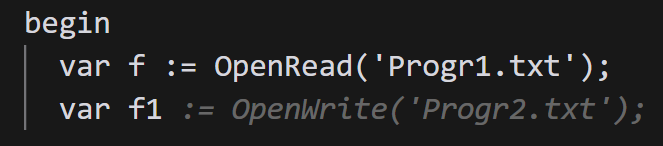 begin
var f := OpenRead('Progr1.txt');
var f1 := OpenWrite('Progr2.txt');